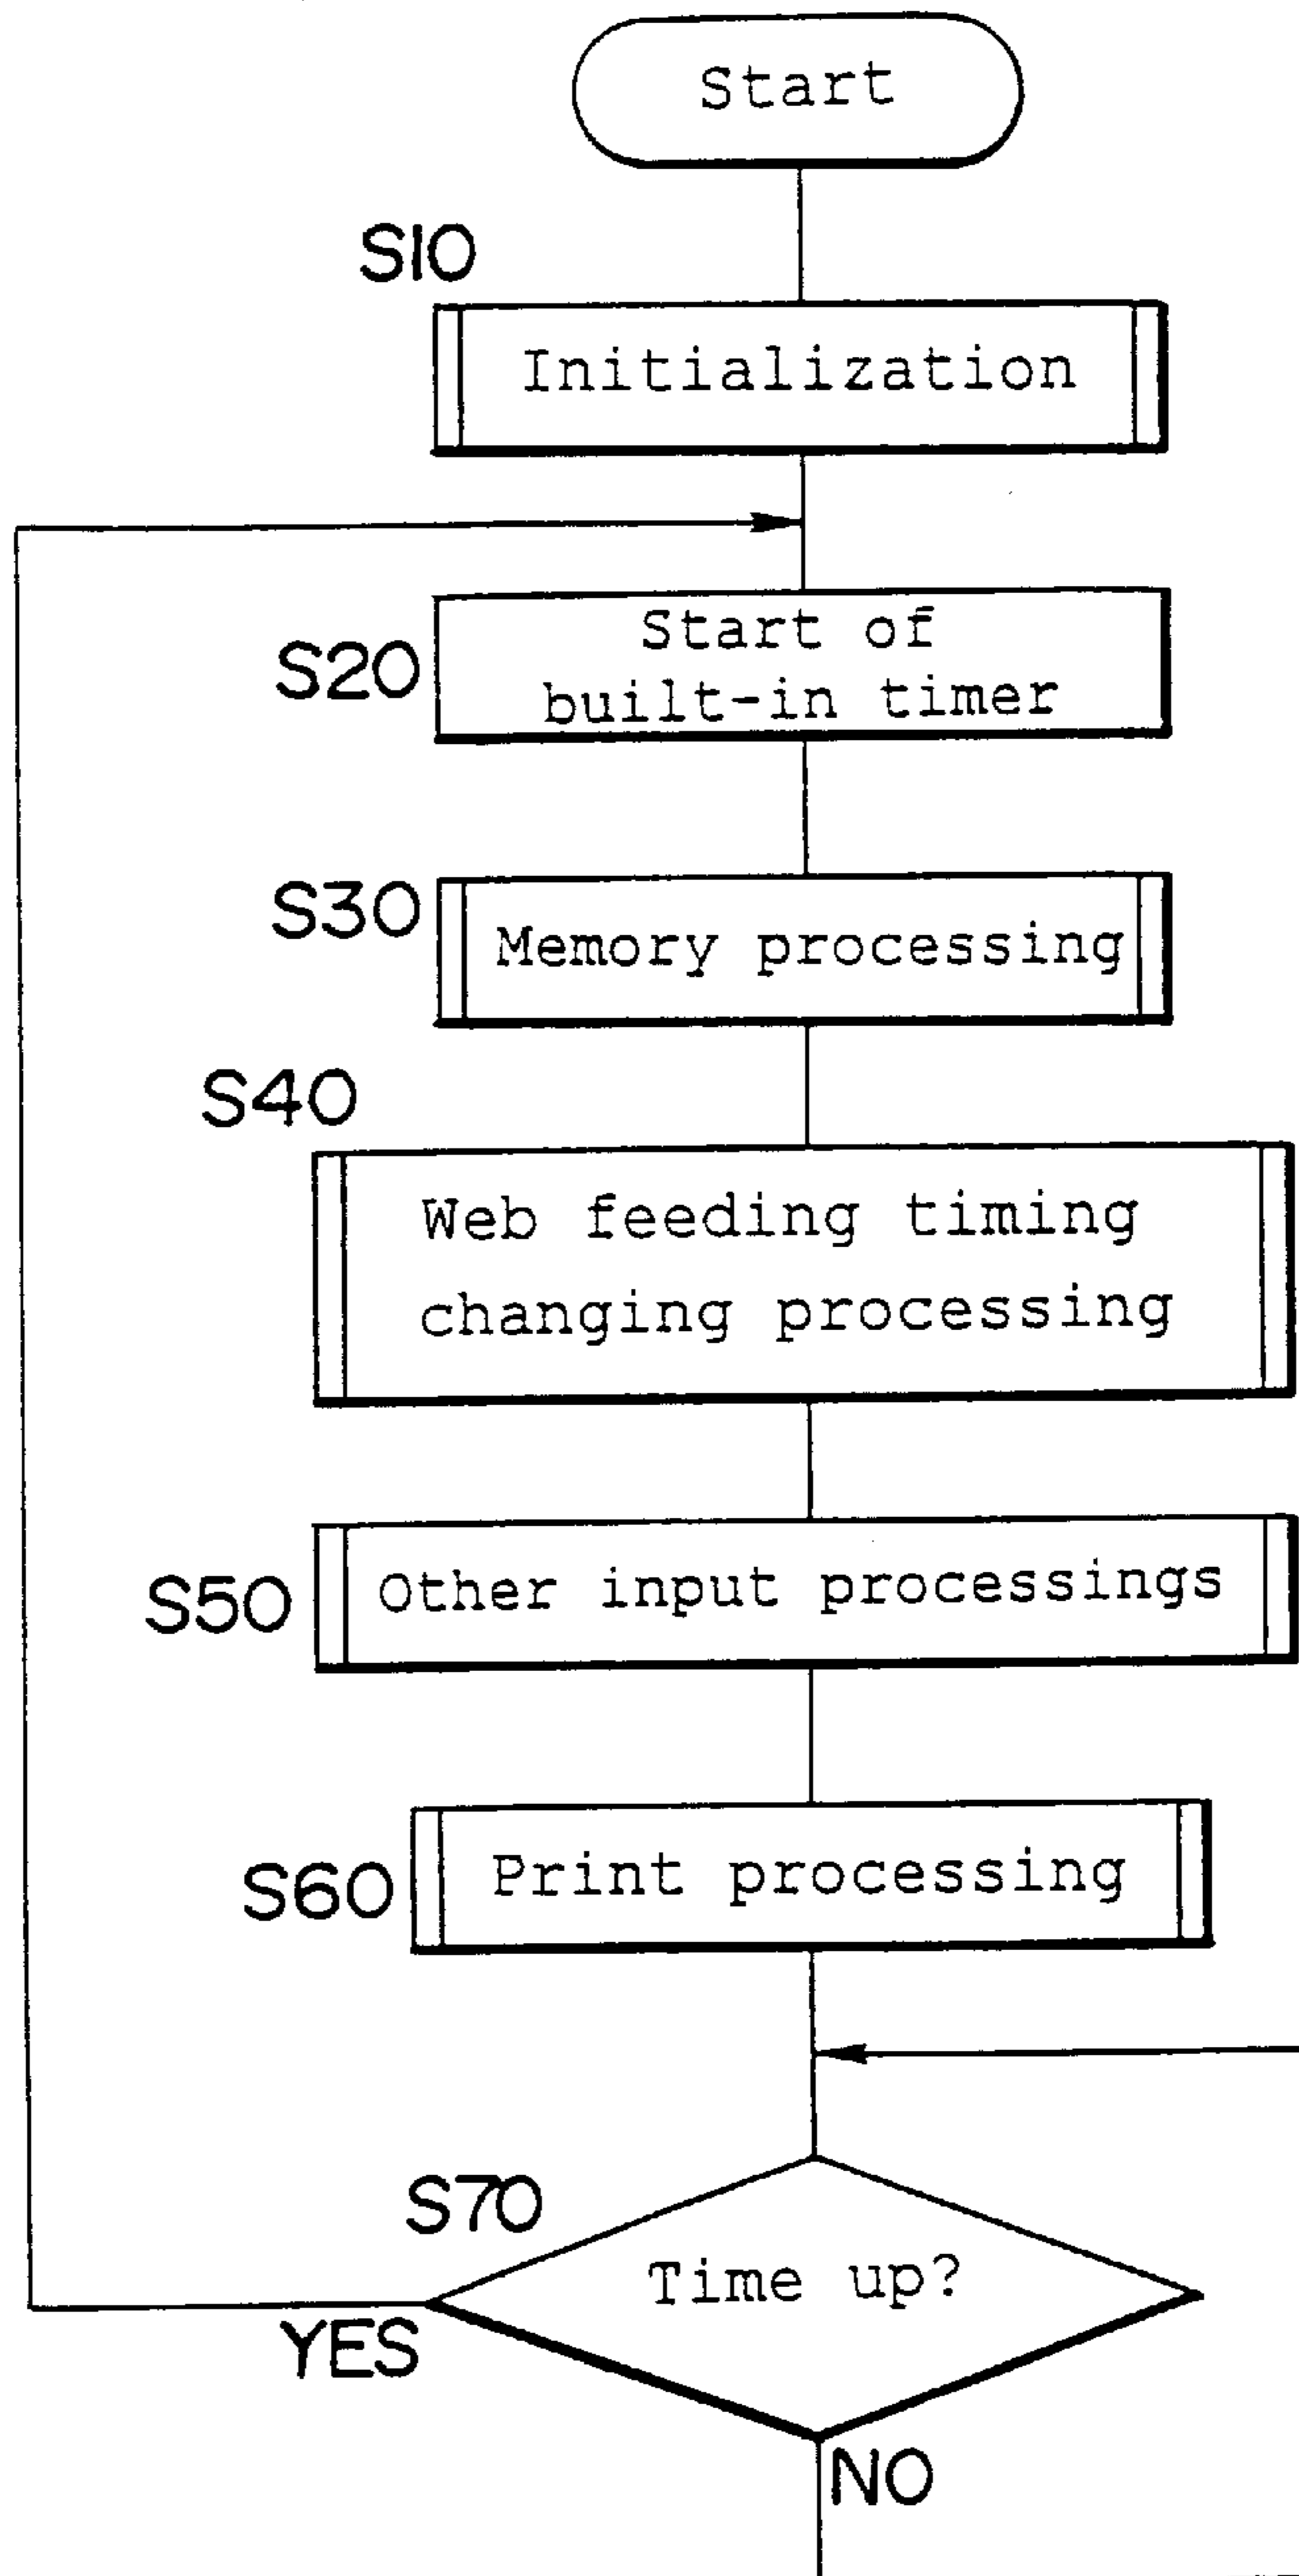 Start
S10
Initialization
S20
Start of
built-in timer
S30
Memory processing
S40
Web feeding timing
changing processing
S50
Other input processings
S60
Print processing
S70
Time up?
YES
NO